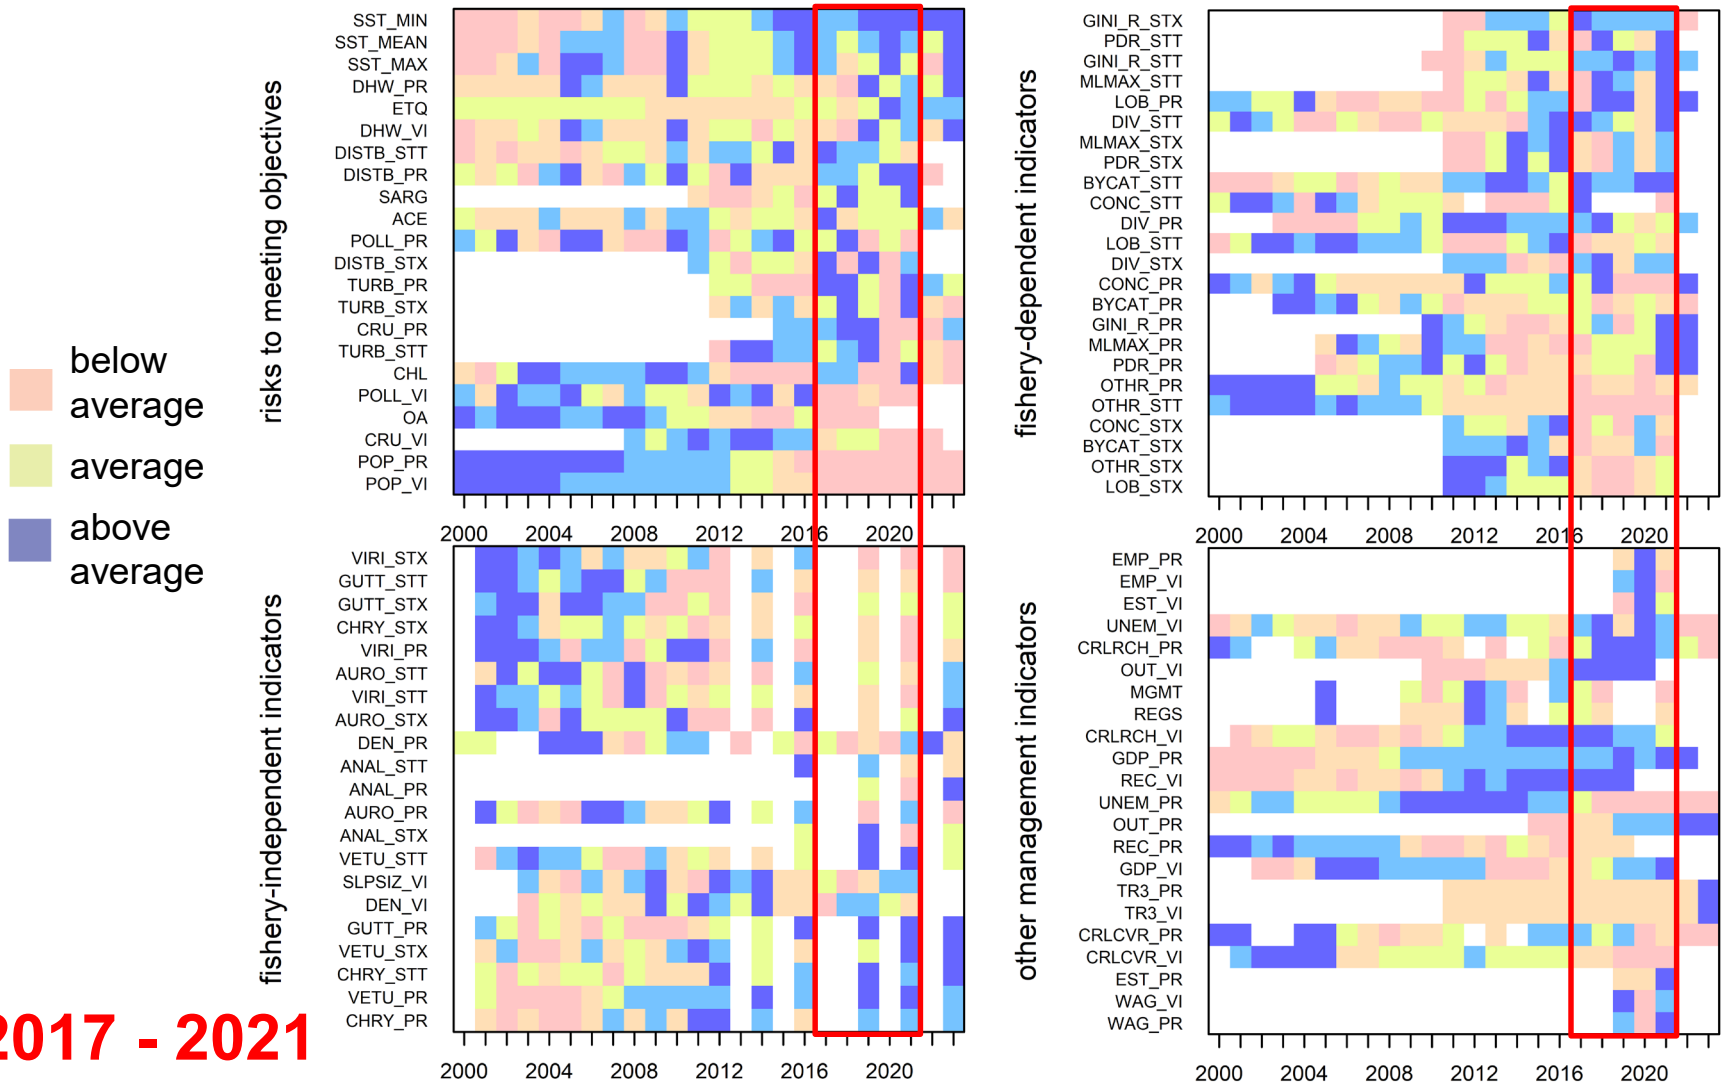 below
average
average
above
average
2017 - 2021
risks to meeting objectives
SST_MIN
SST_MEAN
SST_MAX
DHW_PR
ETQ
DHW_VI
DISTB_STT
DISTB_PR
SARG
ACE
POLL_PR
DISTB_STX
TURB_PR
TURB_STX
CRU_PR
TURB_STT
CHL
POLL_VI
OA
CRU_VI
POP_PR
POP_VI
2000 2004 2008 2012 2016 2020
fishery-dependent indicators
GINI_R_STX
PDR_STT
GINI_R_STT
MLMAX_STT
LOB_PR
DIV_STT
MLMAX_STX
PDR_STX
BYCAT_STT
CONC_STT
DIV_PR
LOB_STT
DIV_STX
CONC_PR
BYCAT_PR
GINI_R_PR
MLMAX_PR
PDR_PR
OTHR_PR
OTHR_STT
CONC_STX
BYCAT_STX
OTHR_STX
LOB_STX
2000 2004 2008 2012 2016 2020
fishery-independent indicators
VIRI_STX
GUTT_STT
GUTT_STX
CHRY_STX
VIRI_PR
AURO_STT
VIRI_STT
AURO_STX
DEN_PR
ANAL_STT
ANAL_PR
AURO_PR
ANAL_STX
VETU_STT
SLPSIZ_VI
DEN_VI
GUTT_PR
VETU_STX
CHRY_STT
VETU_PR
CHRY_PR
2000 2004 2008 2012 2016 2020
other management indicators
EMP_PR
EMP_VI
EST_VI
UNEM_VI
CRLRCH_PR
OUT_VI
MGMT
REGS
CRLRCH_VI
GDP_PR
REC_VI
UNEM_PR
OUT_PR
REC_PR
GDP_VI
TR3_PR
TR3_VI
CRLCVR_PR
CRLCVR_VI
EST_PR
WAG_VI
WAG_PR
2000 2004 2008 2012 2016 2020